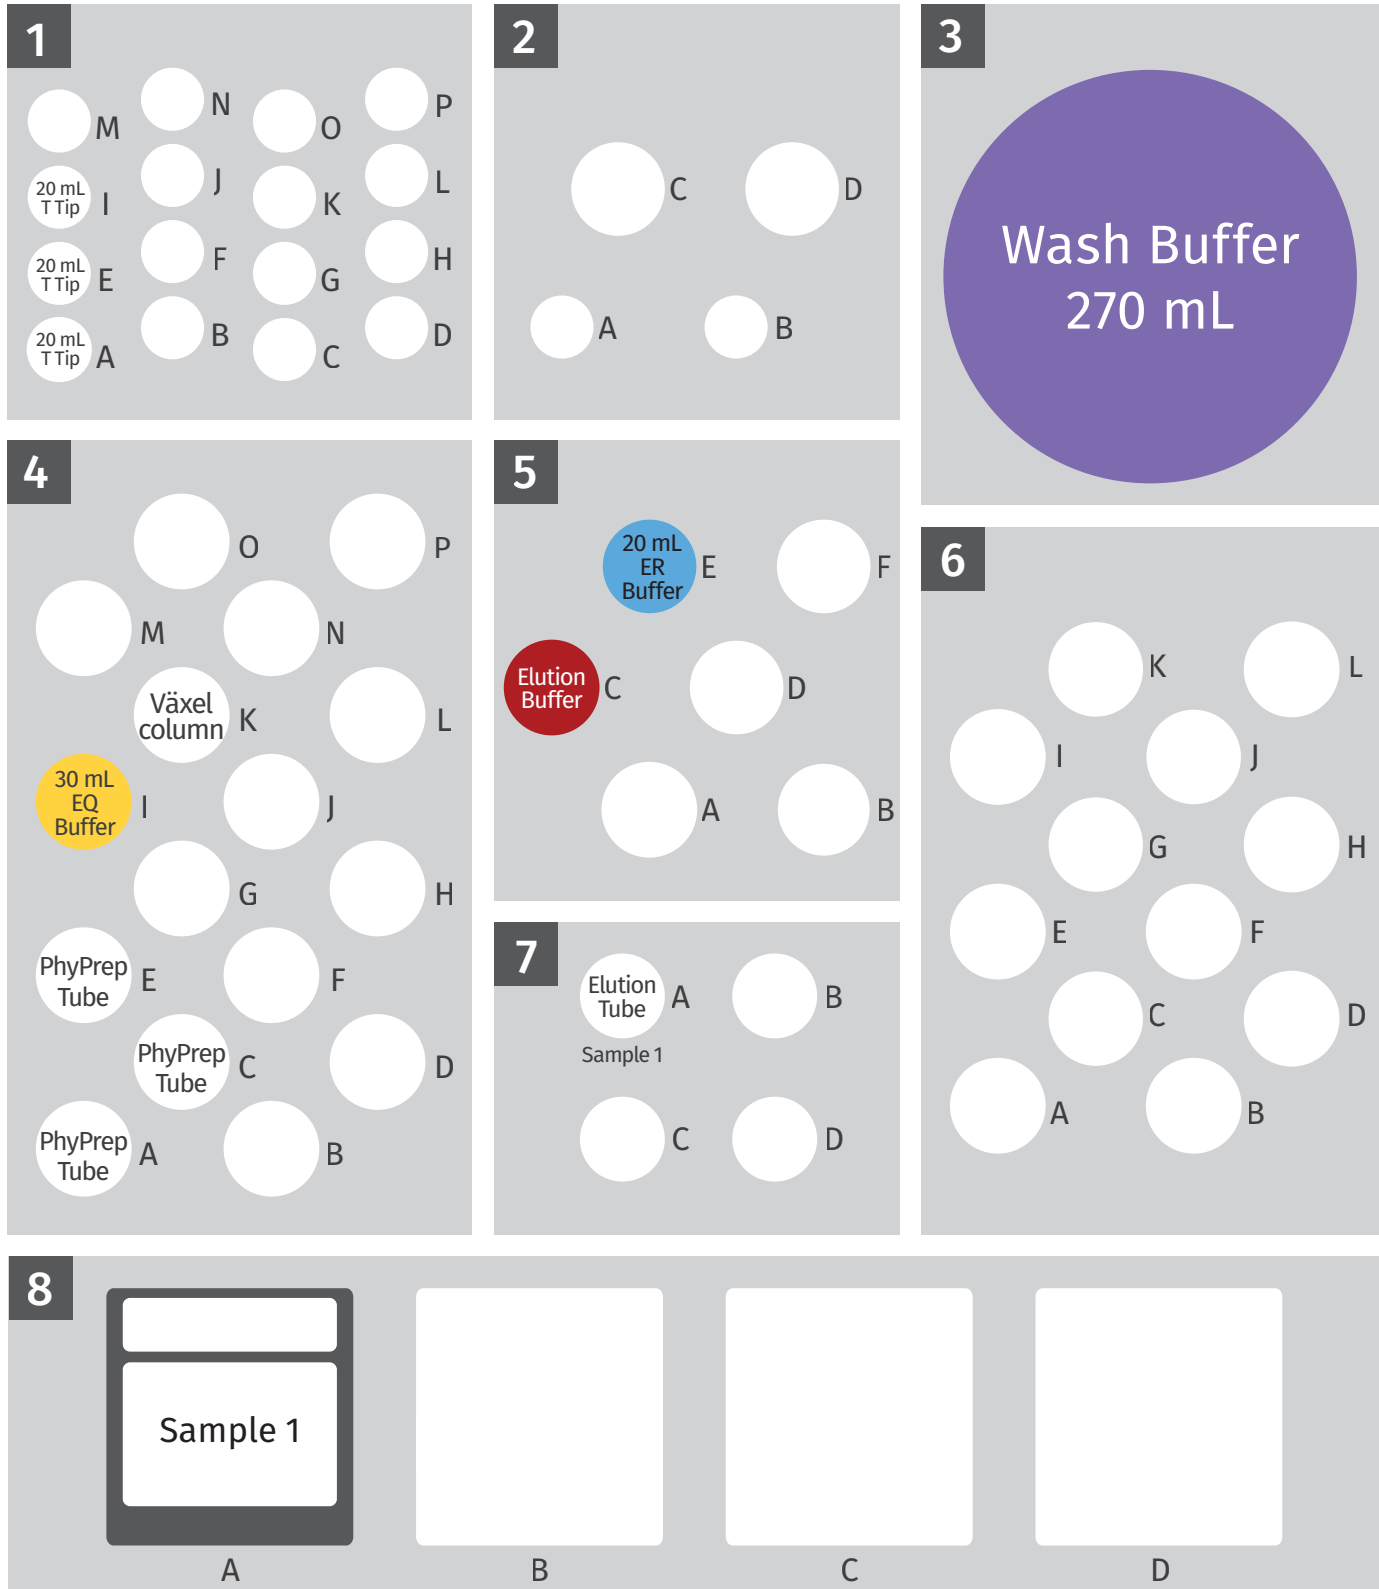 1
M
N
O
P
20 mL
T Tip
I
J
K
L
20 mL
T Tip
E
F
G
H
20 mL
T Tip
A
B
C
D
2
C
D
A
B
3
Wash Buffer
270 mL
4
O
P
M
N
Växel
column
K
L
30 mL
EQ
Buffer
I
J
G
H
PhyPrep
Tube
E
F
PhyPrep
Tube
C
D
PhyPrep
Tube
A
B
5
20 mL
ER
Buffer
E
F
Elution
Buffer
C
D
A
B
6
K
L
I
J
G
H
E
F
C
D
A
B
7
Elution
Tube
A
B
Sample 1
C
D
8
Sample 1
A
B
C
D